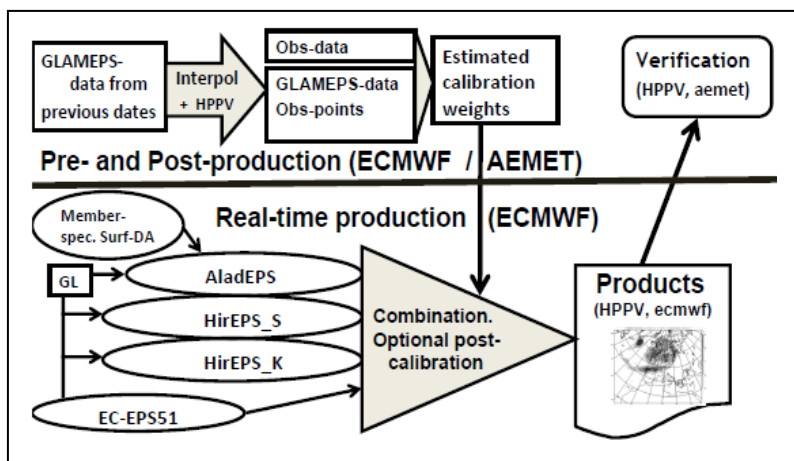 GLAMEPS-
data from
previous dates
Interpol
+ HPPV
Obs-data
GLAMEPS-data
Obs-points
Estimated
calibration
weights
Verification
(HPPV, aemet)
Pre- and Post-production (ECMWF / AEMET)
Real-time production (ECMWF)
Member-
spec. Surf-DA
GL
AladEPS
HirEPS_S
HirEPS_K
EC-EPS51
Combination.
Optional post-
calibration
Products
(HPPV, ecmwf)